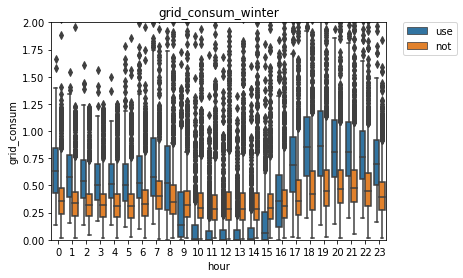 grid_consum_winter
use
not
grid_consum
2.00
1.75
1.50
1.25
1.00
0.75
0.50
0.25
0.00
0 1 2 3 4 5 6 7 8 9 10 11 12 13 14 15 16 17 18 19 20 21 22 23
hour